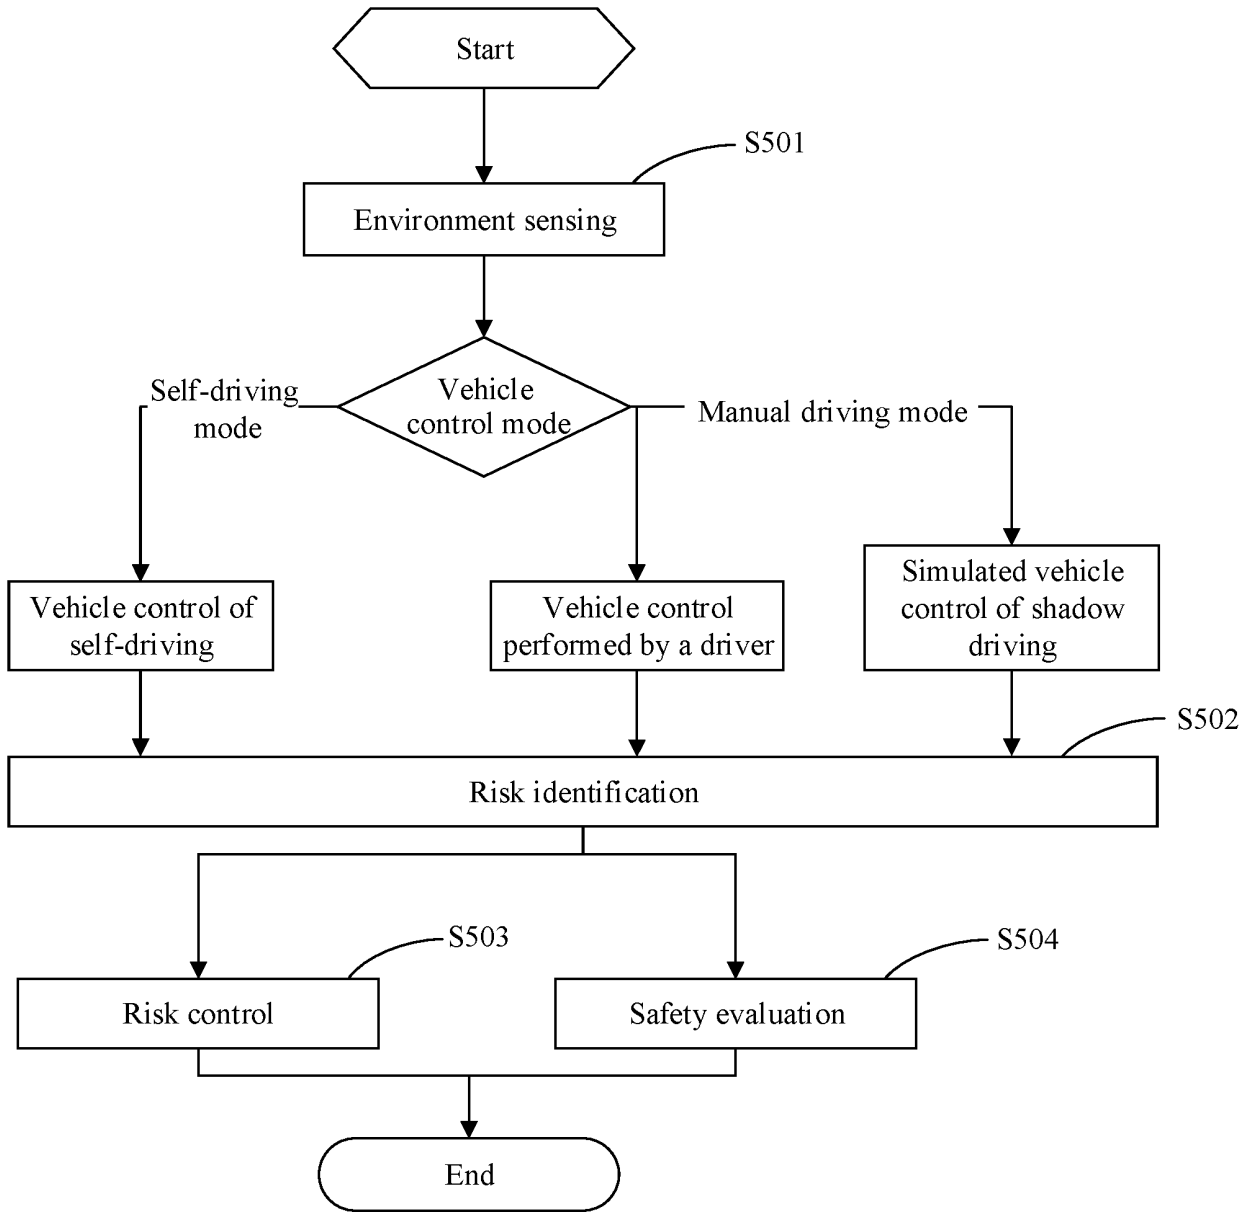 Start
S501
Environment sensing
Self-driving
mode
Vehicle
control mode
Manual driving mode
Vehicle control of
self-driving
Vehicle control
performed by a driver
Simulated vehicle
control of shadow
driving
S502
Risk identification
S503
S504
Risk control
Safety evaluation
End